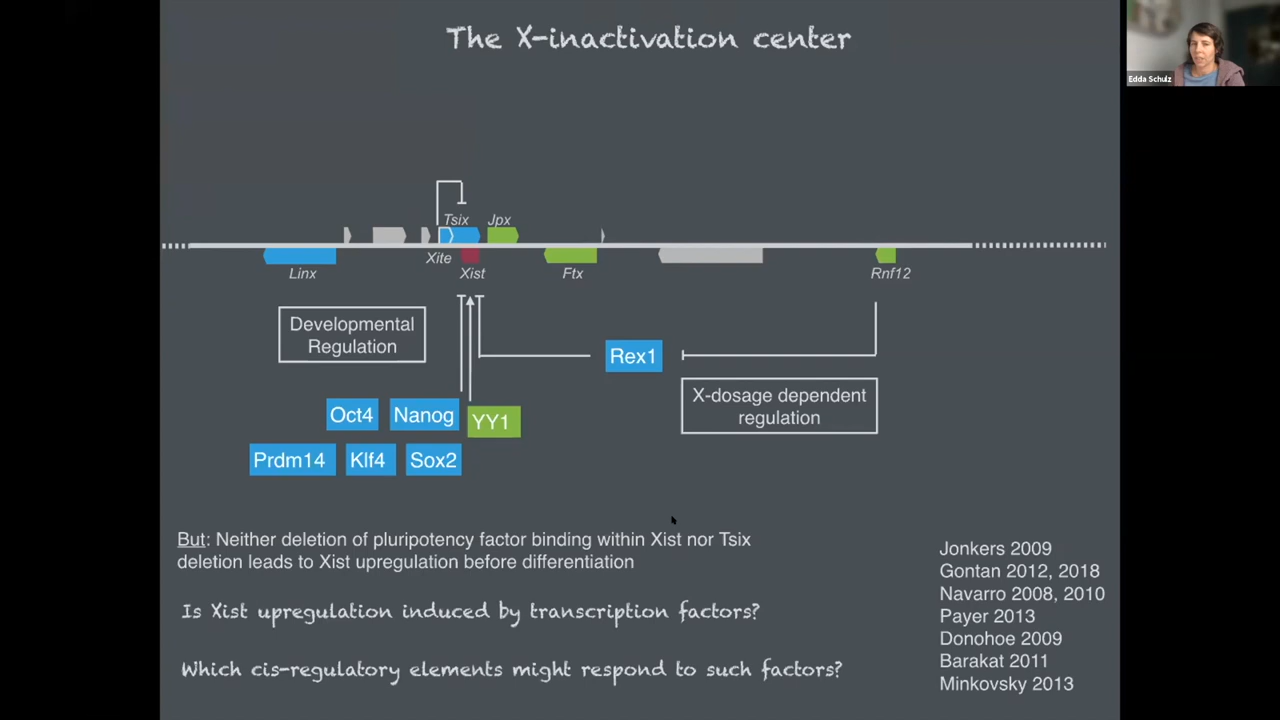 The X-inactivation center
Edda Schulz
Tsix
Jpx
Linx
Xite
Xist
Ftx
Rnf12
Developmental
Regulation
Rex1
X-dosage dependent
regulation
Oct4
Nanog
YY1
Prdm14
Klf4
Sox2
But: Neither deletion of pluripotency factor binding within Xist nor Tsix
deletion leads to Xist upregulation before differentiation
Is Xist upregulation induced by transcription factors?
Which cis-regulatory elements might respond to such factors?
Jonkers 2009
Gontan 2012, 2018
Navarro 2008, 2010
Payer 2013
Donohoe 2009
Barakat 2011
Minkovsky 2013